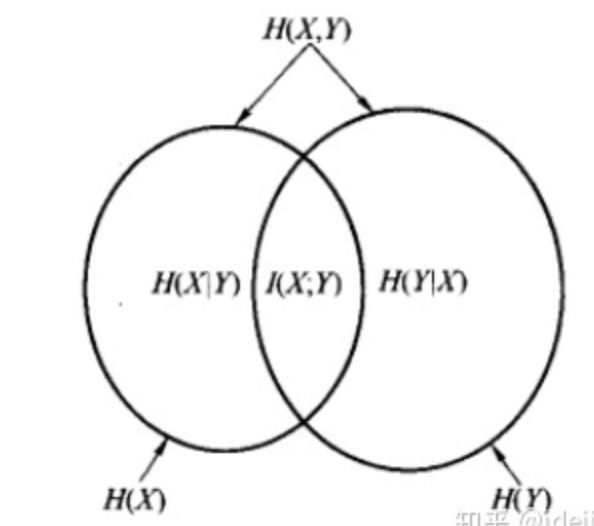 H(X,Y)
H(X|Y) I(X;Y) H(Y|X)
H(X) H(Y)
知乎